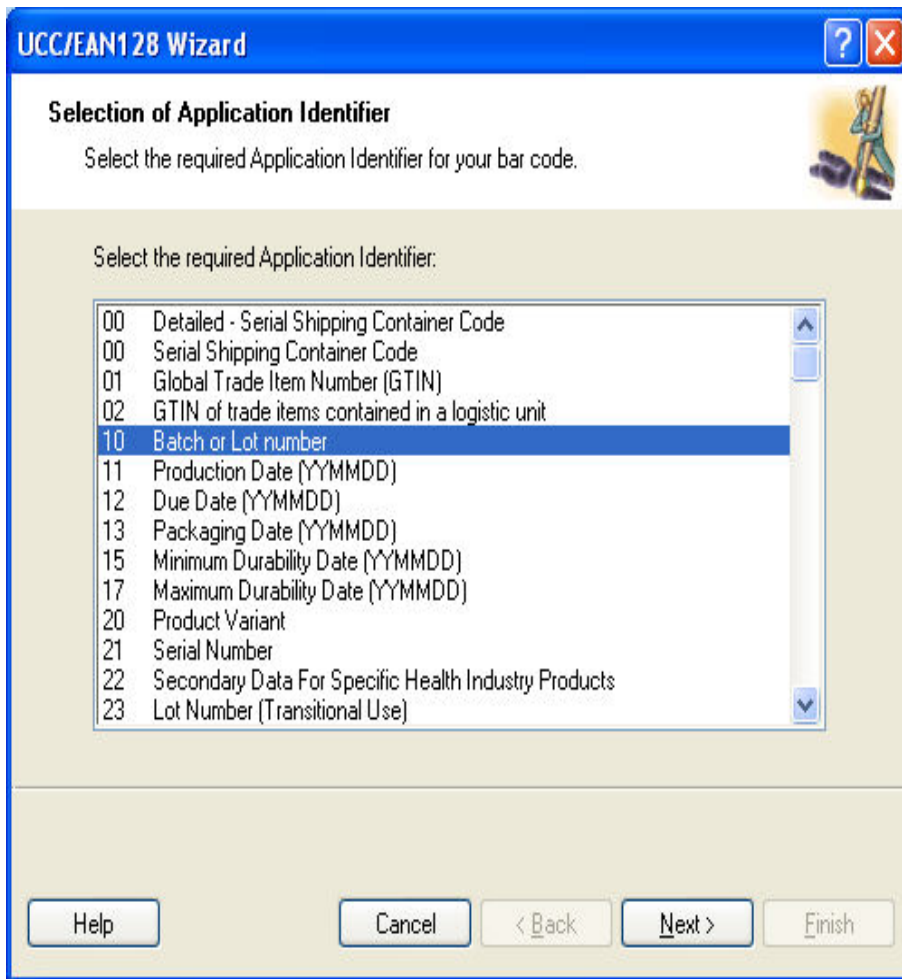 UCC/EAN128 Wizard
Selection of Application Identifier
Select the required Application Identifier for your bar code.
Select the required Application Identifier:
00 Detailed - Serial Shipping Container Code
00 Serial Shipping Container Code
01 Global Trade Item Number (GTIN)
02 GTIN of trade items contained in a logistic unit
10 Batch or Lot number
11 Production Date (YYMMDD)
12 Due Date (YYMMDD)
13 Packaging Date (YYMMDD)
15 Minimum Durability Date (YYMMDD)
17 Maximum Durability Date (YYMMDD)
20 Product Variant
21 Serial Number
22 Secondary Data For Specific Health Industry Products
23 Lot Number (Transitional Use)
Help Cancel < Back Next > Finish